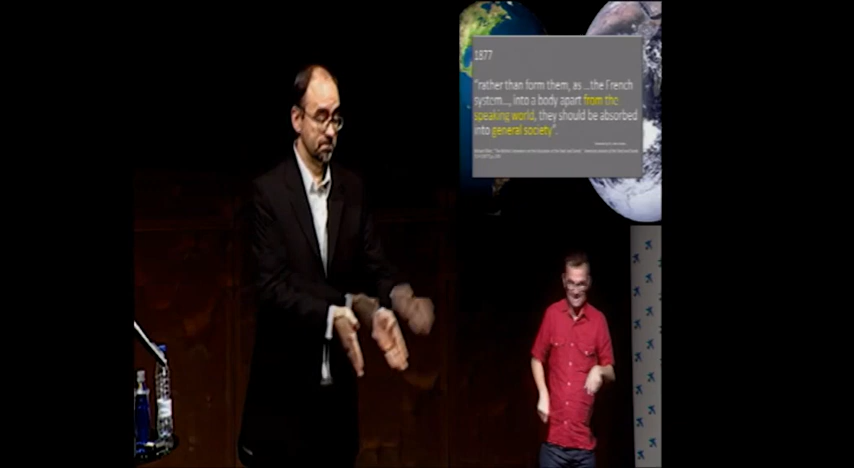 1877
"rather than form them, as ...the French
system..., into a body apart from the
speaking world, they should be absorbed
into general society".